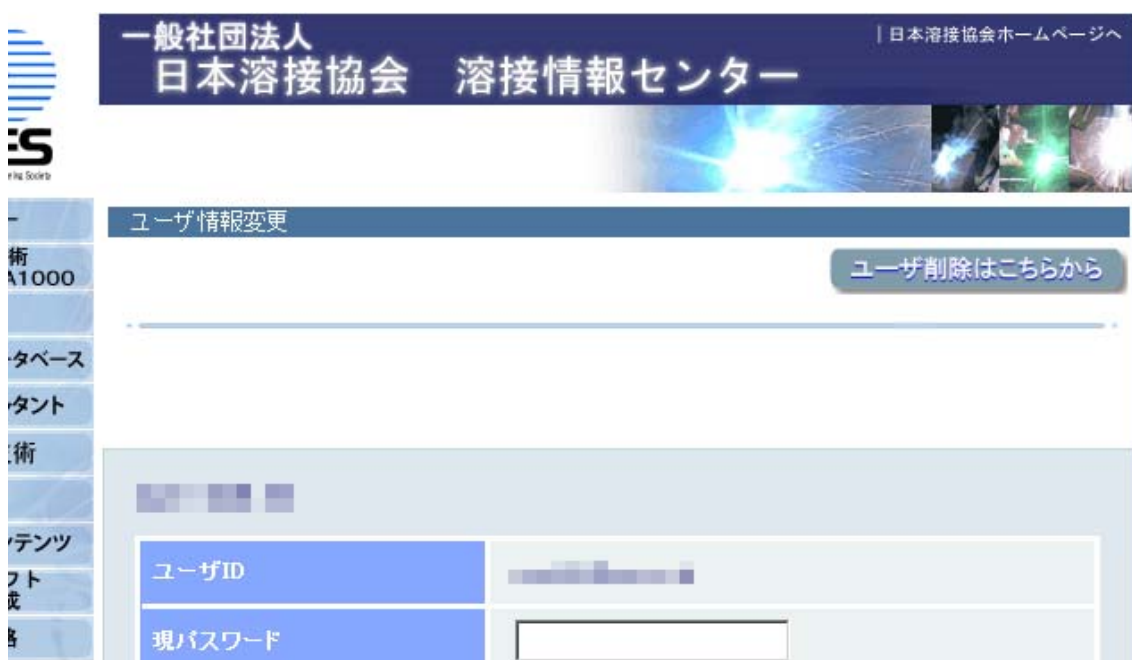 一般社団法人
日本溶接協会 溶接情報センター
|日本溶接協会ホームページへ
ES
ユーザ情報変更
ユーザ削除はこちらから
術
A1000
タベース
タント
術
テンツ
フト
成
ユーザID
現パスワード